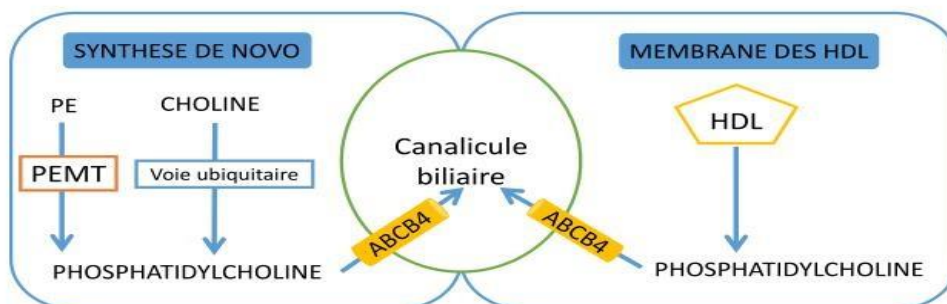 SYNTHESE DE NOVO
PE
CHOLINE
PEMT
Voie ubiquitaire
PHOSPHATIDYLCHOLINE
ABCB4
Canalicule
biliaire
ABCB4
MEMBRANE DES HDL
HDL
PHOSPHATIDYLCHOLINE